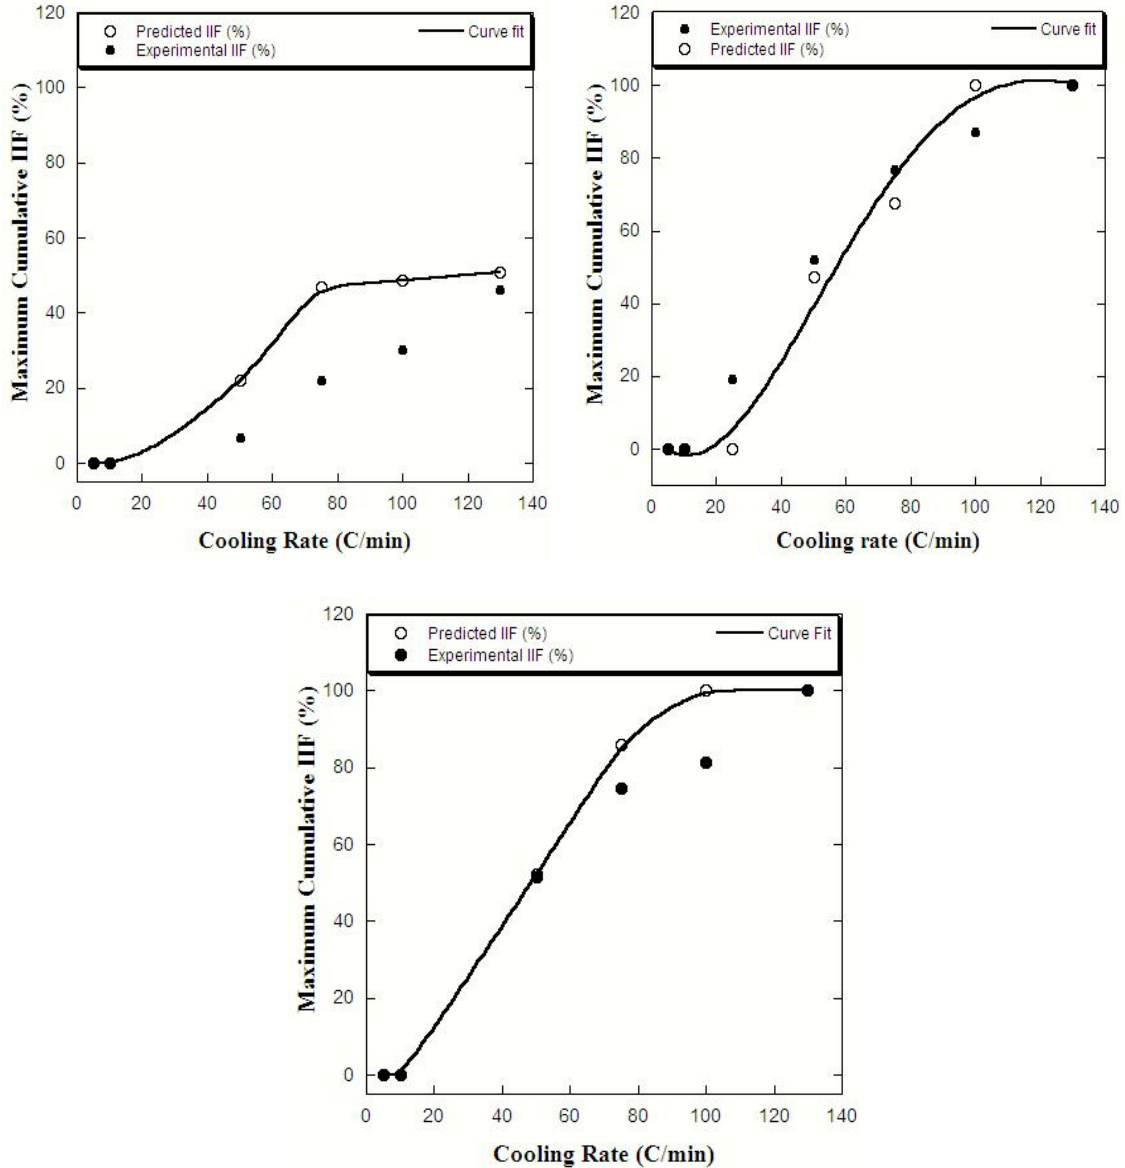 120
100
80
60
40
20
0
Maximum Cumulative IIF (%)
Predicted IIF (%)
Curve fit
Experimental IIF (%)
0 20 40 60 80 100 120 140
Cooling Rate (C/min)
120
100
80
60
40
20
0
Maximum Cumulative IIF (%)
Experimental IIF (%)
Curve fit
Predicted IIF (%)
0 20 40 60 80 100 120 140
Cooling rate (C/min)
120
100
80
60
40
20
0
Maximum Cumulative IIF (%)
Predicted IIF (%)
Curve Fit
Experimental IIF (%)
0 20 40 60 80 100 120 140
Cooling Rate (C/min)